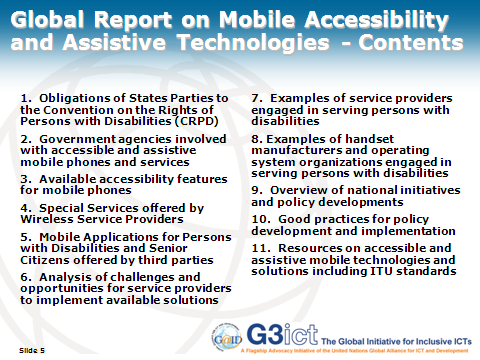 Global Report on Mobile Accessibility
and Assistive Technologies - Contents
1. Obligations of States Parties to
the Convention on the Rights of
Persons with Disabilities (CRPD)
2. Government agencies involved
with accessible and assistive
mobile phones and services
3. Available accessibility features
for mobile phones
4. Special Services offered by
Wireless Service Providers
5. Mobile Applications for Persons
with Disabilities and Senior
Citizens offered by third parties
6. Analysis of challenges and
opportunities for service providers
to implement available solutions
7. Examples of service providers
engaged in serving persons with
disabilities
8. Examples of handset
manufacturers and operating
system organizations engaged in
serving persons with disabilities
9. Overview of national initiatives
and policy developments
10. Good practices for policy
development and implementation
11. Resources on accessible and
assistive mobile technologies and
solutions including ITU standards
Slide 5
G@ID
G3ict The Global Initiative for Inclusive ICTs
A Flagship Advocacy Initiative of the United Nations Global Alliance for ICT and Development